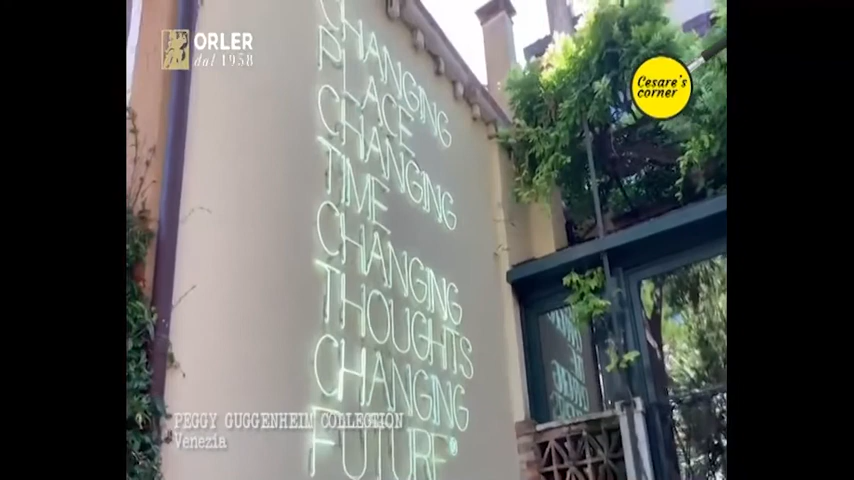 ORLER
dal 1958
Cesare's
corner
CHANGING
PLACE
CHANGING
TIME
CHANGING
THOUGHTS
CHANGING
FUTURE
PEGGY GUGGENHEIM COLLECTION
Venezia